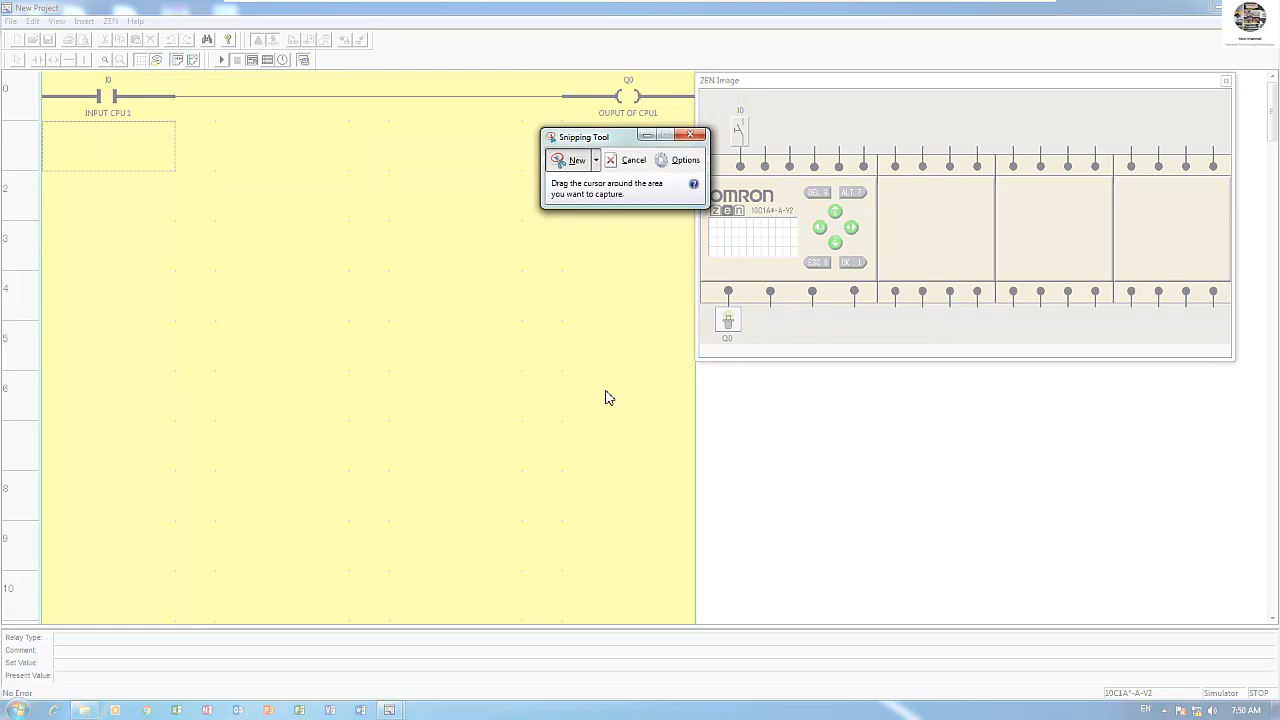 New Project
File Edit View Insert ZEN Help
0
I0
Q0
INPUT CPU 1
OUPUT OF CPU1
2
3
4
5
6
8
9
10
Snipping Tool
New Cancel Options
Drag the cursor around the area
you want to capture.
ZEN Image
I0
OMRON
zen 10C1A*-A-V2
DEL
ALT
ESC
OK
Q0
Relay Type:
Comment:
Set Value:
Present Value:
No Error
10C1A*-A-V2 Simulator STOP
EN 7:50 AM